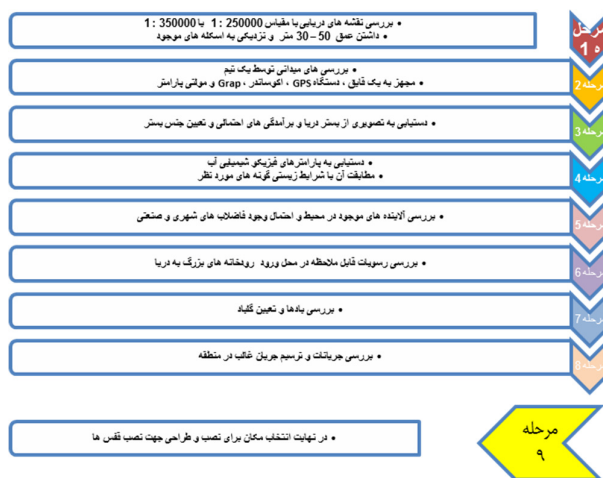 مرحل
ه 1
• بررسی نقشه های دریایی با مقیاس 250000 : 1 یا 350000 : 1
• داشتن عمق 50 – 30 متر و نزدیکی به اسکله های موجود
مرحله 2
• بررسی های میدانی توسط یک تیم
• مجهز به یک قایق ، دستگاه GPS ، اکوساندر ، Grap و مولتی پارامتر
مرحله 3
• دستیابی به تصویری از بستر دریا و برآمدگی های احتمالی و تعیین جنس بستر
مرحله 4
• دستیابی به پارامترهای فیزیکو شیمیایی آب
• مطابقت آن با شرایط زیستی گونه های مورد نظر
مرحله 5
• بررسی آلاینده های موجود در محیط و احتمال وجود فاضلاب های شهری و صنعتی
مرحله 6
• بررسی رسوبات قابل ملاحظه در محل ورود رودخانه های بزرگ به دریا
مرحله 7
• بررسی بادها و تعیین گلباد
مرحله 8
• بررسی جریانات و ترسیم جریان غالب در منطقه
مرحله
۹
• در نهایت انتخاب مکان برای نصب و طراحی جهت نصب قفس ها